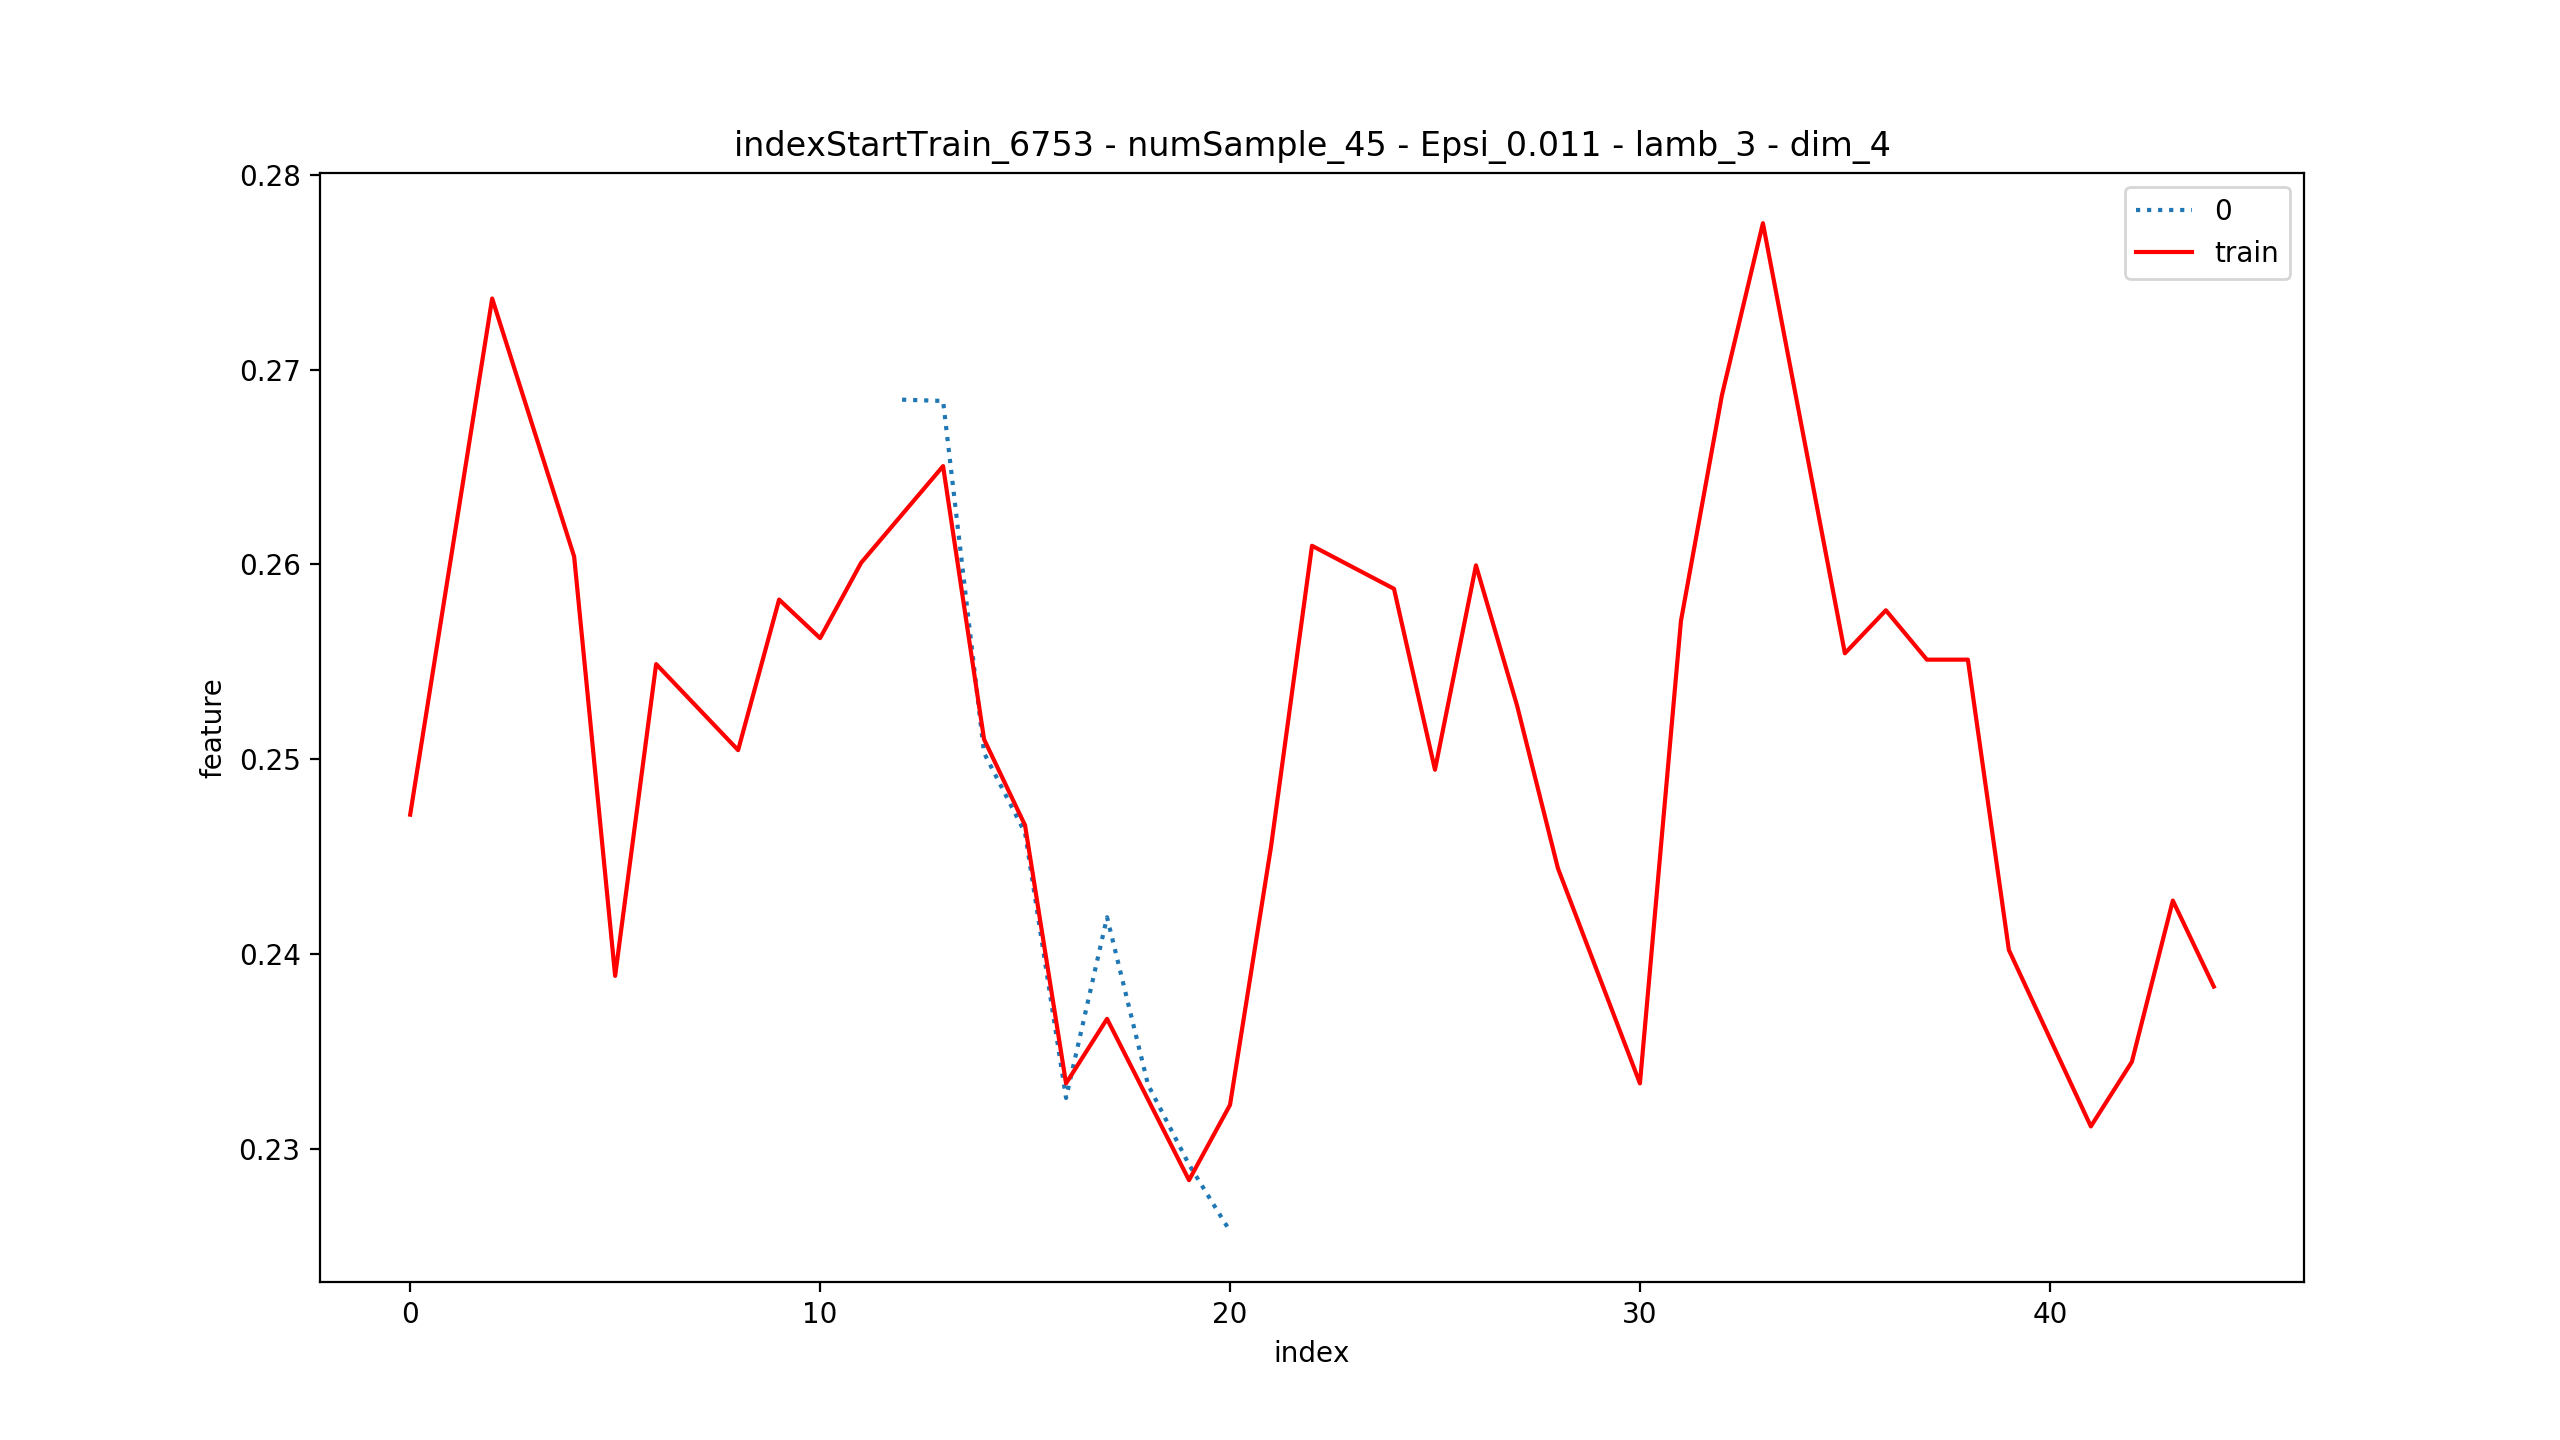 indexStartTrain_6753 - numSample_45 - Epsi_0.011 - lamb_3 - dim_4
0
train
0.28
0.27
0.26
0.25
0.24
0.23
feature
0 10 20 30 40
index